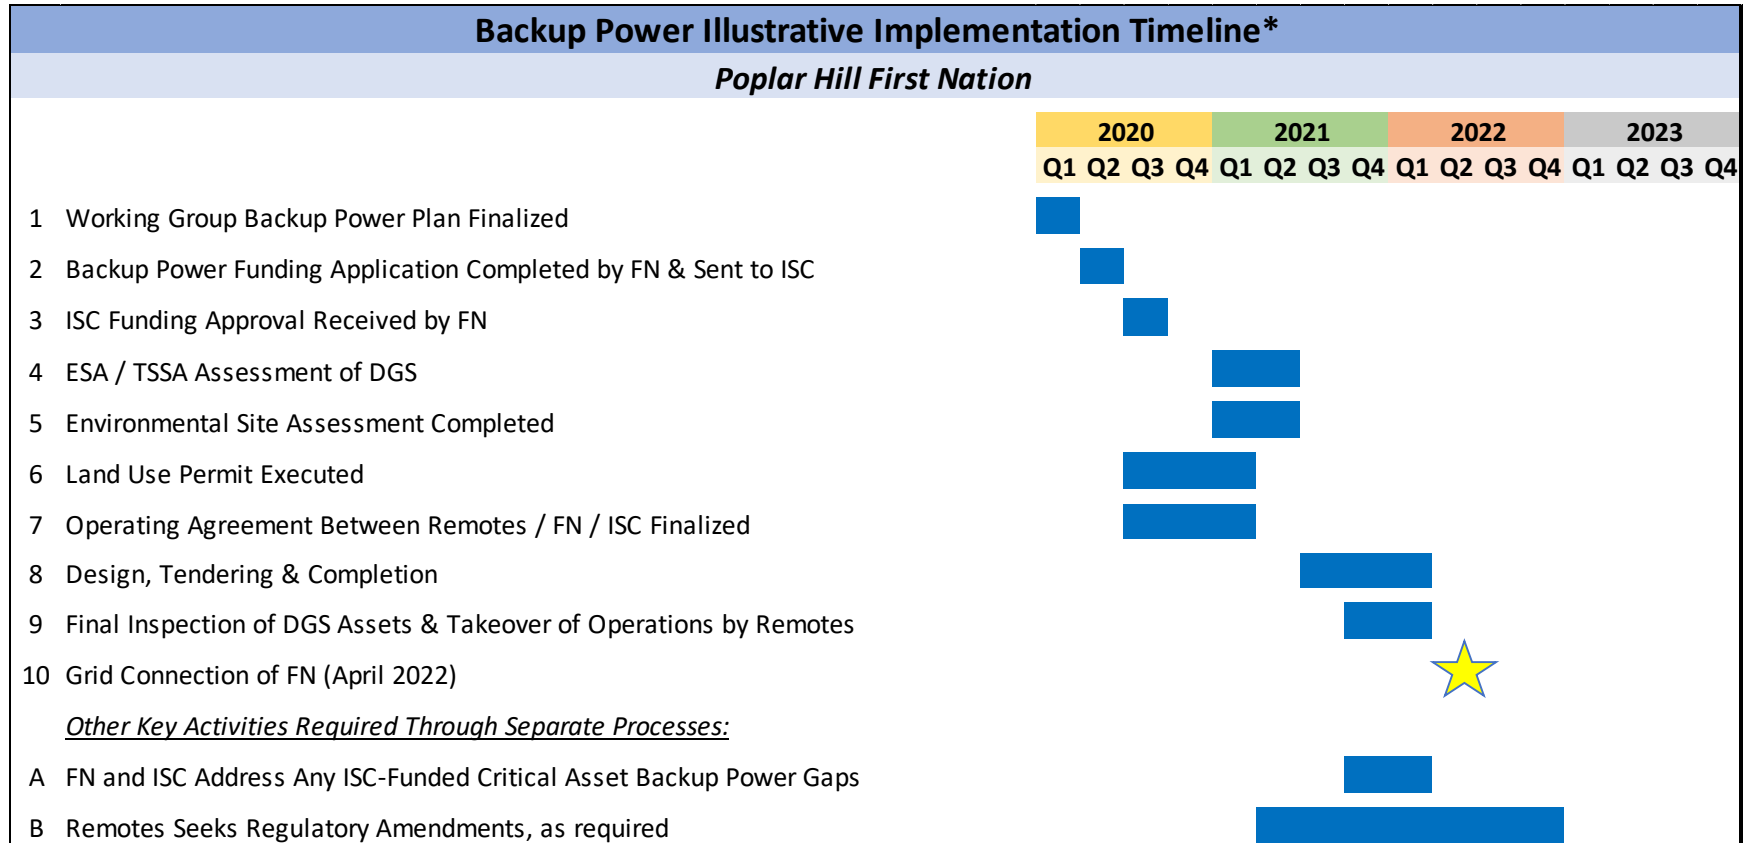 Backup Power Illustrative Implementation Timeline*
Poplar Hill First Nation
2020 2021 2022 2023
Q1 Q2 Q3 Q4 Q1 Q2 Q3 Q4 Q1 Q2 Q3 Q4 Q1 Q2 Q3 Q4
1 Working Group Backup Power Plan Finalized
2 Backup Power Funding Application Completed by FN & Sent to ISC
3 ISC Funding Approval Received by FN
4 ESA / TSSA Assessment of DGS
5 Environmental Site Assessment Completed
6 Land Use Permit Executed
7 Operating Agreement Between Remotes / FN / ISC Finalized
8 Design, Tendering & Completion
9 Final Inspection of DGS Assets & Takeover of Operations by Remotes
10 Grid Connection of FN (April 2022)
Other Key Activities Required Through Separate Processes:
A FN and ISC Address Any ISC-Funded Critical Asset Backup Power Gaps
B Remotes Seeks Regulatory Amendments, as required